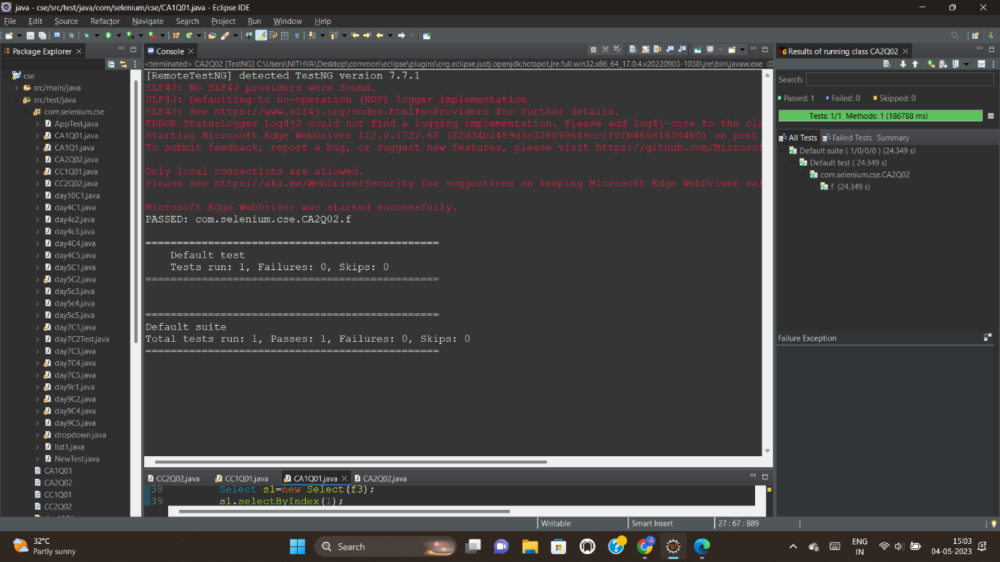 java - cse/src/test/java/com/selenium/cse/CA1Q01.java - Eclipse IDE
File Edit Source Refactor Navigate Search Project Run Window Help
Package Explorer
cse
src/main/java
src/test/java
com.selenium.cse
AppTest.java
CA1Q01.java
CA1Q1.java
CA2Q02.java
CC1Q01.java
CC2Q02.java
day10C1.java
day4C1.java
day4c2.java
day4c3.java
day4C4.java
day4C5.java
day5C1.java
day5C2.java
day5c3.java
day5c4.java
day5c5.java
day7C1.java
day7C2Test.java
day7C3.java
day7C4.java
day7C5.java
day9c1.java
day9C2.java
day9C4.java
day9C5.java
dropdown.java
list1.java
NewTest.java
CA1Q01
CA2Q02
CC1Q01
CC2Q02
Console
<terminated> CA2Q02 [TestNG] C:\Users\NITHYA\Desktop\common\eclipse\plugins\org.eclipse.justj.openjdk.hotspot.jre.full.win32.x86_64_17.0.4.v20220903-1038\jre\bin\javaw.exe (0
[RemoteTestNG] detected TestNG version 7.7.1
SLF4J: No SLF4J providers were found.
SLF4J: Defaulting to no-operation (NOP) logger implementation
SLF4J: See https://www.slf4j.org/codes.html#noProviders for further details.
ERROR StatusLogger Log4j2 could not find a logging implementation. Please add log4j-core to the cla
Starting Microsoft Edge WebDriver 112.0.1722.68 (82d34b2459d3c3260996f9cc1f0fb469816304b0) on port
To submit feedback, report a bug, or suggest new features, please visit https://github.com/Microsof
Only local connections are allowed.
Please see https://aka.ms/WebDriverSecurity for suggestions on keeping Microsoft Edge WebDriver saf
Microsoft Edge WebDriver was started successfully.
PASSED: com.selenium.cse.CA2Q02.f
===============================================
Default test
Tests run: 1, Failures: 0, Skips: 0
===============================================
===============================================
Default suite
Total tests run: 1, Passes: 1, Failures: 0, Skips: 0
===============================================
CC2Q02.java CC1Q01.java CA1Q01.java CA2Q02.java
38 Select s1=new Select(f3);
39 s1.selectByIndex(1);
Results of running class CA2Q02
Search:
Passed: 1 Failed: 0 Skipped: 0
Tests: 1/1 Methods: 1 (186788 ms)
All Tests Failed Tests Summary
Default suite ( 1/0/0/0 ) (24.349 s)
Default test ( 24.349 s)
com.selenium.cse.CA2Q02
f (24.349 s)
Failure Exception
Writable Smart Insert 27 : 67 : 889
32°C
Partly sunny
Search
4
ENG
IN
15:03
04-05-2023